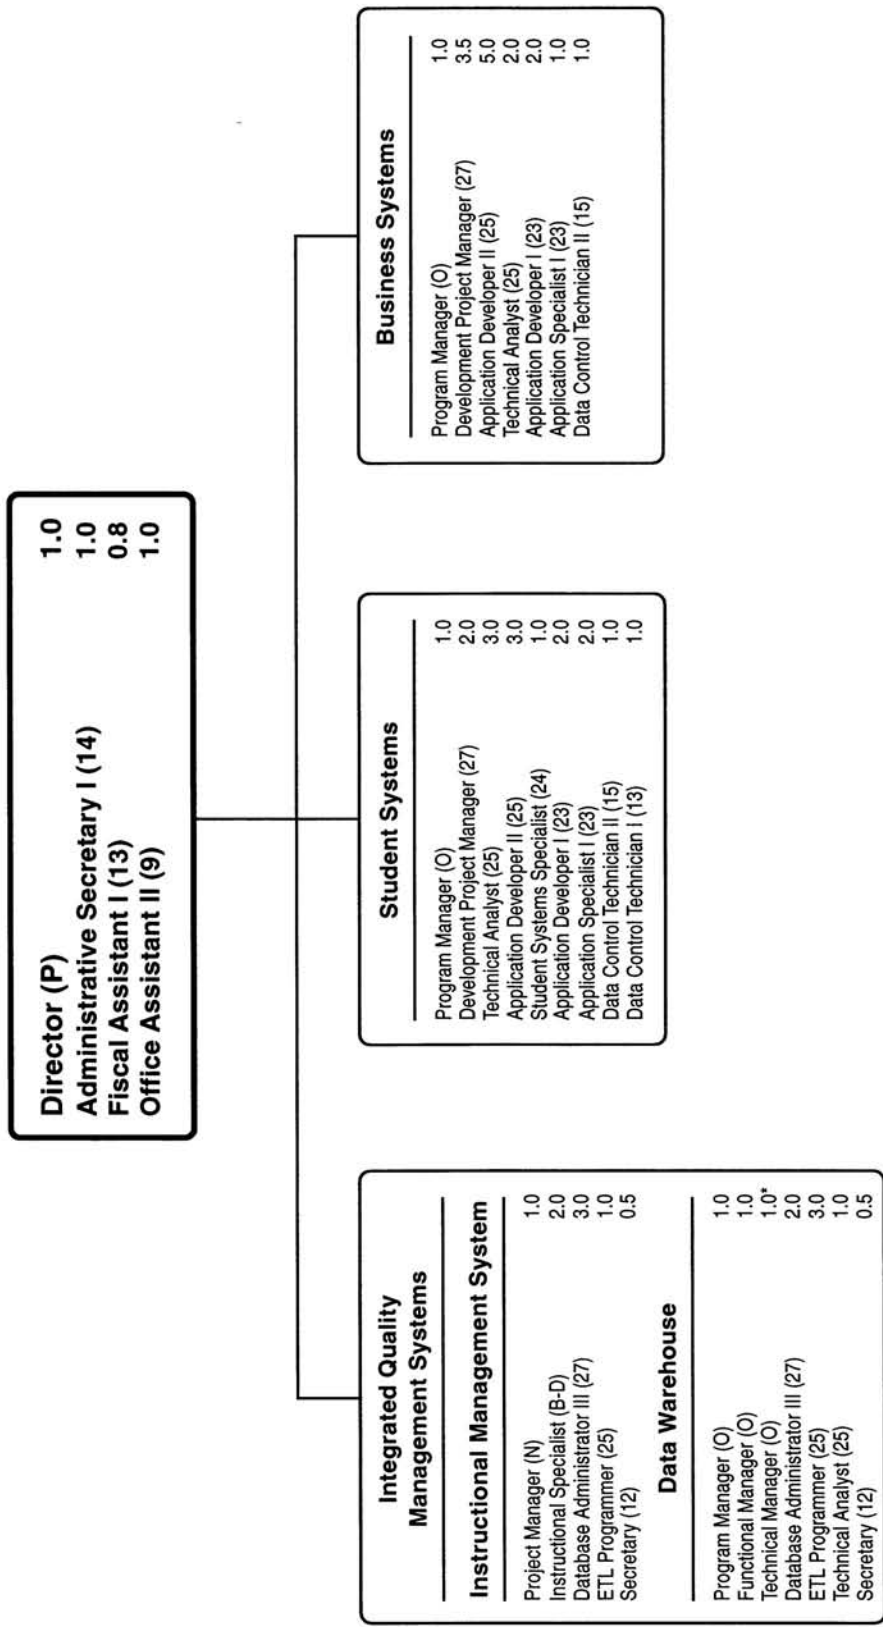 Director (P) 1.0
Administrative Secretary I (14) 1.0
Fiscal Assistant I (13) 0.8
Office Assistant II (9) 1.0
Integrated Quality
Management Systems
Instructional Management System
Project Manager (N) 1.0
Instructional Specialist (B-D) 2.0
Database Administrator III (27) 3.0
ETL Programmer (25) 1.0
Secretary (12) 0.5
Data Warehouse
Program Manager (O) 1.0
Functional Manager (O) 1.0
Technical Manager (O) 1.0*
Database Administrator III (27) 2.0
ETL Programmer (25) 3.0
Technical Analyst (25) 1.0
Secretary (12) 0.5
Student Systems
Program Manager (O) 1.0
Development Project Manager (27) 2.0
Technical Analyst (25) 3.0
Application Developer II (25) 3.0
Student Systems Specialist (24) 1.0
Application Developer I (23) 2.0
Application Specialist I (23) 2.0
Data Control Technician II (15) 1.0
Data Control Technician I (13) 1.0
Business Systems
Program Manager (O) 1.0
Development Project Manager (27) 3.5
Application Developer II (25) 5.0
Technical Analyst (25) 2.0
Application Developer I (23) 2.0
Application Specialist I (23) 1.0
Data Control Technician II (15) 1.0